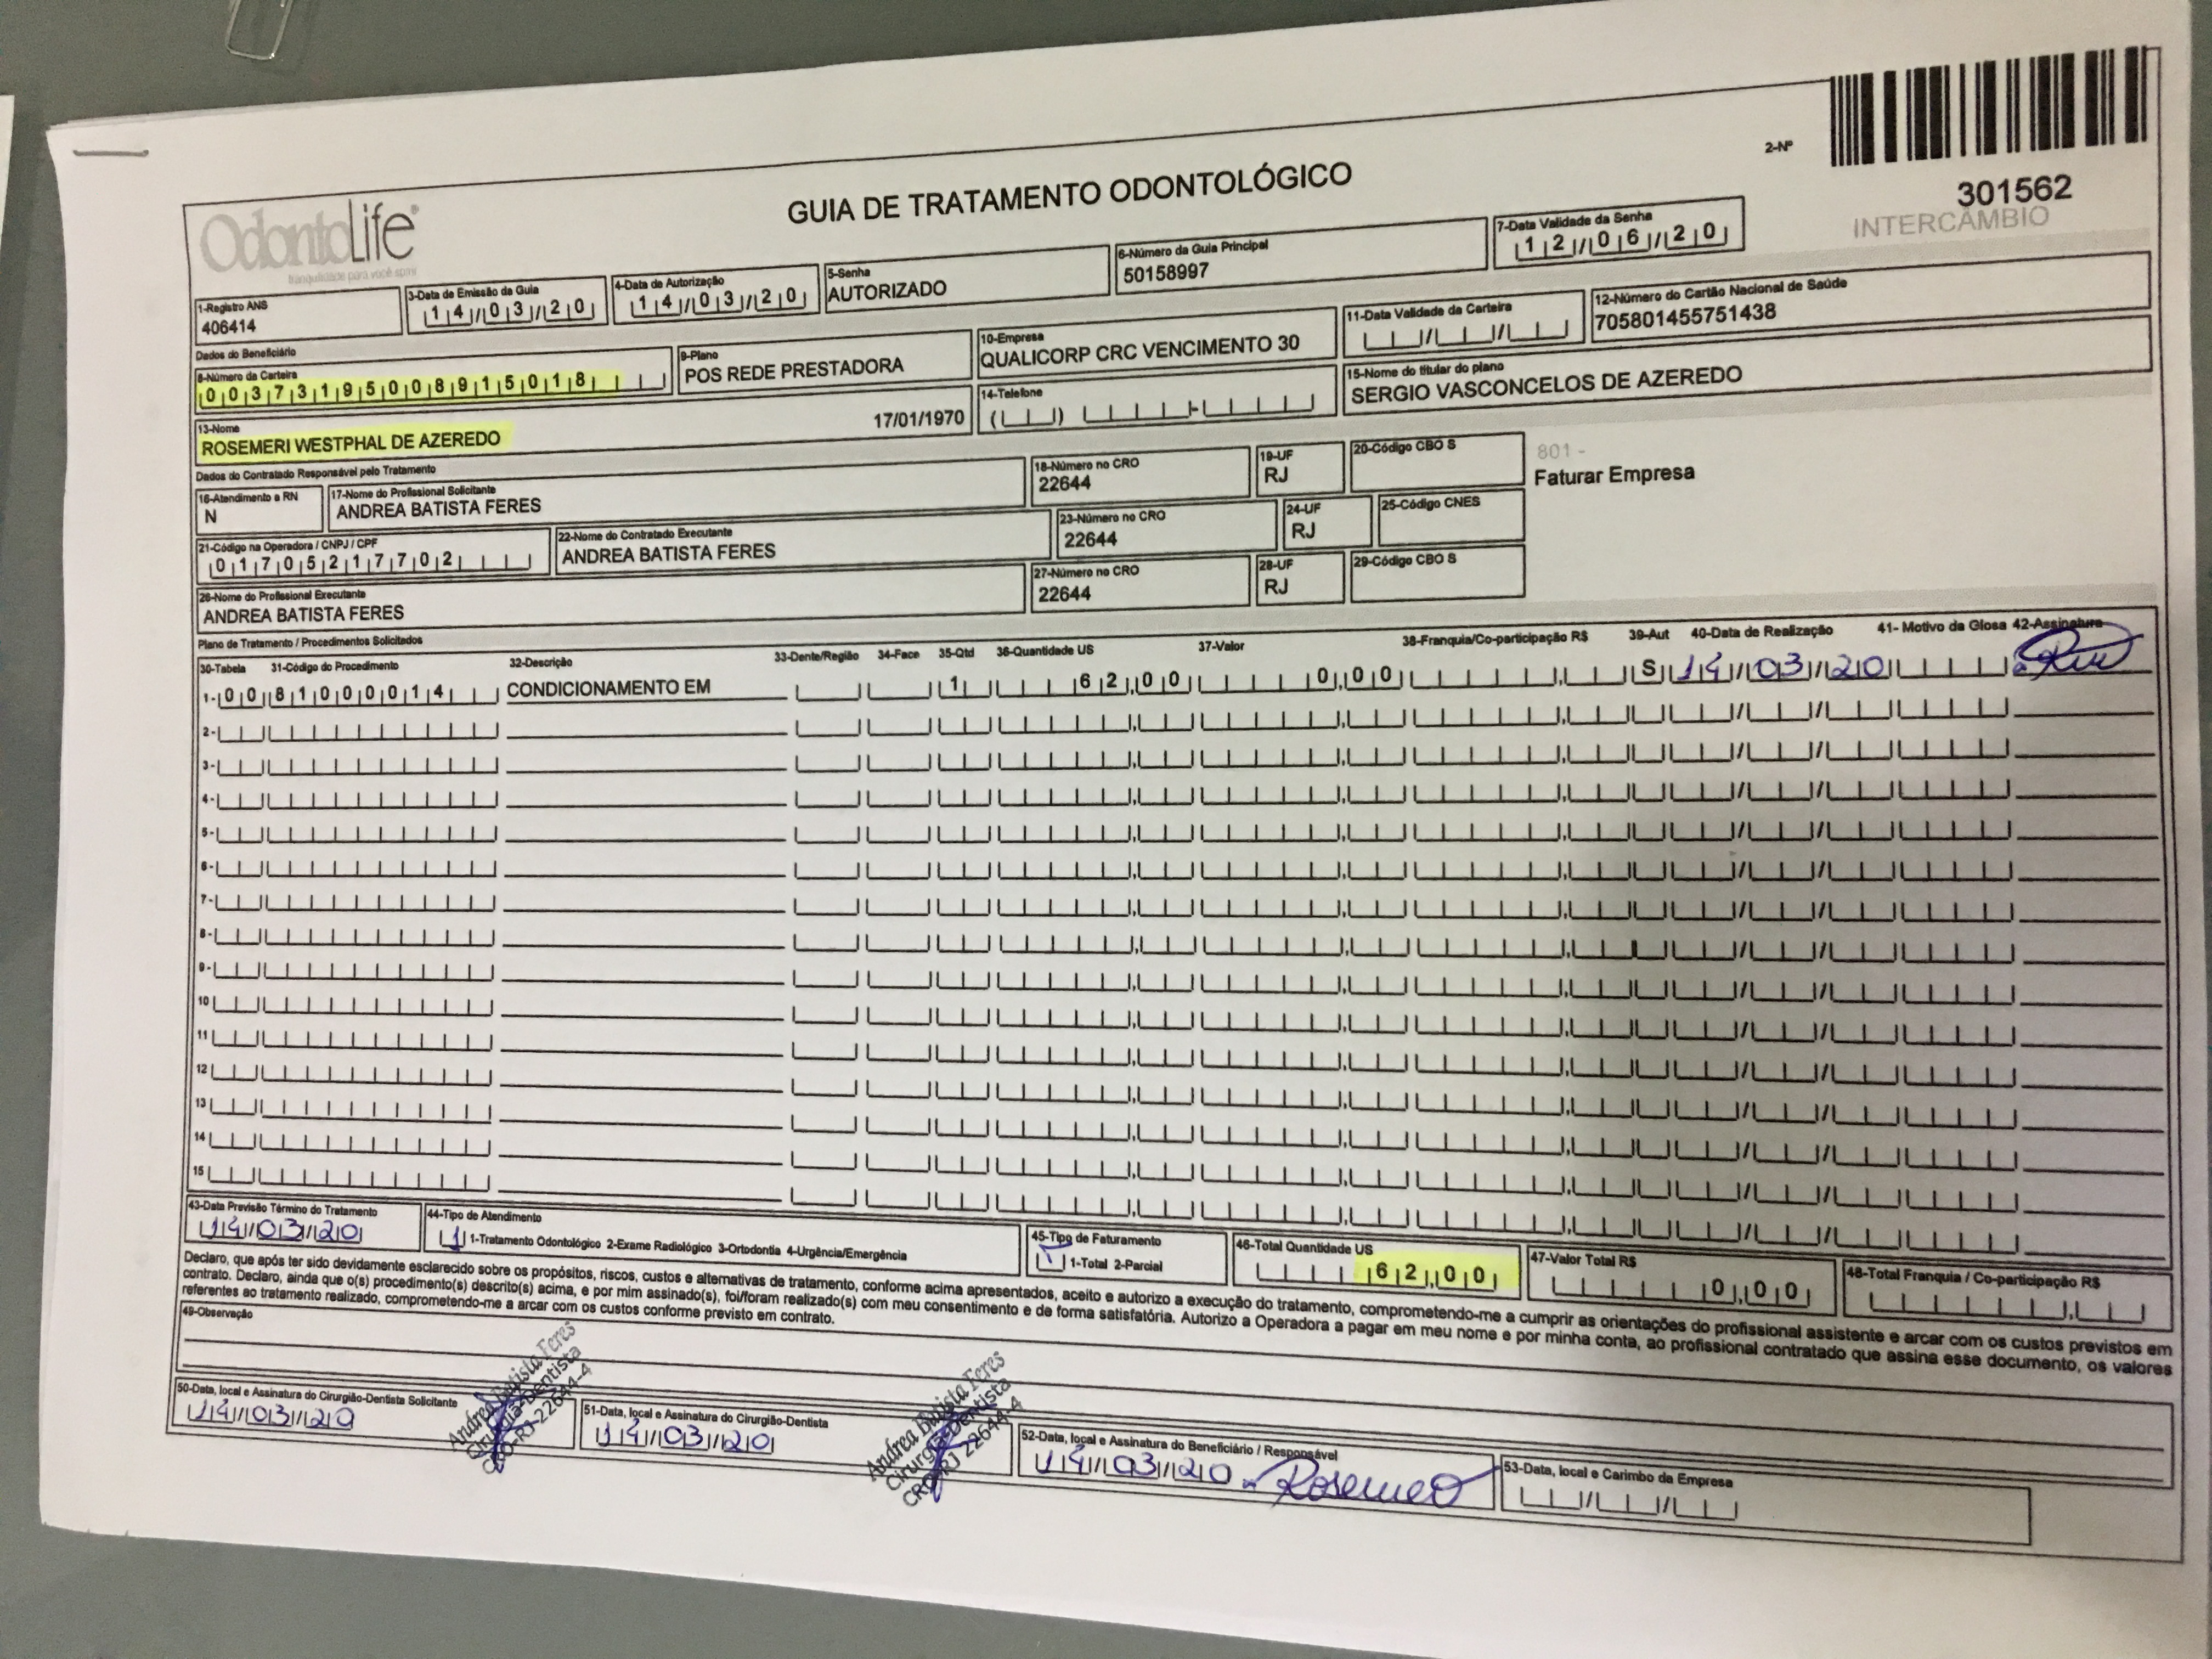 OdontoLife®
tranquilidade para você sorrir
GUIA DE TRATAMENTO ODONTOLÓGICO
2-Nº
301562
INTERCÂMBIO
1-Registro ANS
406414
3-Data de Emissão da Guia
14/03/20
4-Data de Autorização
14/03/20
5-Senha
AUTORIZADO
6-Número da Guia Principal
50158997
7-Data Validade da Senha
12/06/20
Dados do Beneficiário
8-Número da Carteira
00373195008915018
9-Plano
POS REDE PRESTADORA
10-Empresa
QUALICORP CRC VENCIMENTO 30
11-Data Validade da Carteira
12-Número do Cartão Nacional de Saúde
705801455751438
13-Nome
ROSEMERI WESTPHAL DE AZEREDO 17/01/1970
14-Telefone
15-Nome do titular do plano
SERGIO VASCONCELOS DE AZEREDO
Dados do Contratado Responsável pelo Tratamento
16-Atendimento a RN
N
17-Nome do Profissional Solicitante
ANDREA BATISTA FERES
18-Número no CRO
22644
19-UF
RJ
20-Código CBO S
801 -
Faturar Empresa
21-Código na Operadora / CNPJ / CPF
01705217702
22-Nome do Contratado Executante
ANDREA BATISTA FERES
23-Número no CRO
22644
24-UF
RJ
25-Código CNES
26-Nome do Profissional Executante
ANDREA BATISTA FERES
27-Número no CRO
22644
28-UF
RJ
29-Código CBO S
Plano de Tratamento / Procedimentos Solicitados
30-Tabela 31-Código do Procedimento 32-Descrição 33-Dente/Região 34-Face 35-Qtd 36-Quantidade US 37-Valor 38-Franquia/Co-participação R$ 39-Aut 40-Data de Realização 41- Motivo da Glosa 42-Assinatura
1- 00 81000014 CONDICIONAMENTO EM 1 62,00 0,00 S 14/03/20
2-
3-
4-
5-
6-
7-
8-
9-
10
11
12
13
14
15
43-Data Previsão Término do Tratamento
14/03/20
44-Tipo de Atendimento
1 1-Tratamento Odontológico 2-Exame Radiológico 3-Ortodontia 4-Urgência/Emergência
45-Tipo de Faturamento
1 1-Total 2-Parcial
46-Total Quantidade US
62,00
47-Valor Total R$
0,00
48-Total Franquia / Co-participação R$
Declaro, que após ter sido devidamente esclarecido sobre os propósitos, riscos, custos e alternativas de tratamento, conforme acima apresentados, aceito e autorizo a execução do tratamento, comprometendo-me a cumprir as orientações do profissional assistente e arcar com os custos previstos em
contrato. Declaro, ainda que o(s) procedimento(s) descrito(s) acima, e por mim assinado(s), foi/foram realizado(s) com meu consentimento e de forma satisfatória. Autorizo a Operadora a pagar em meu nome e por minha conta, ao profissional contratado que assina esse documento, os valores
referentes ao tratamento realizado, comprometendo-me a arcar com os custos conforme previsto em contrato.
49-Observação
50-Data, local e Assinatura do Cirurgião-Dentista Solicitante
14/03/20
Andrea Batista Feres
Cirurgiã-Dentista
CRO-RJ-22644-4
51-Data, local e Assinatura do Cirurgião-Dentista
14/03/20
Andrea Batista Feres
Cirurgiã-Dentista
CRO-RJ 22644-4
52-Data, local e Assinatura do Beneficiário / Responsável
14/03/20
53-Data, local e Carimbo da Empresa